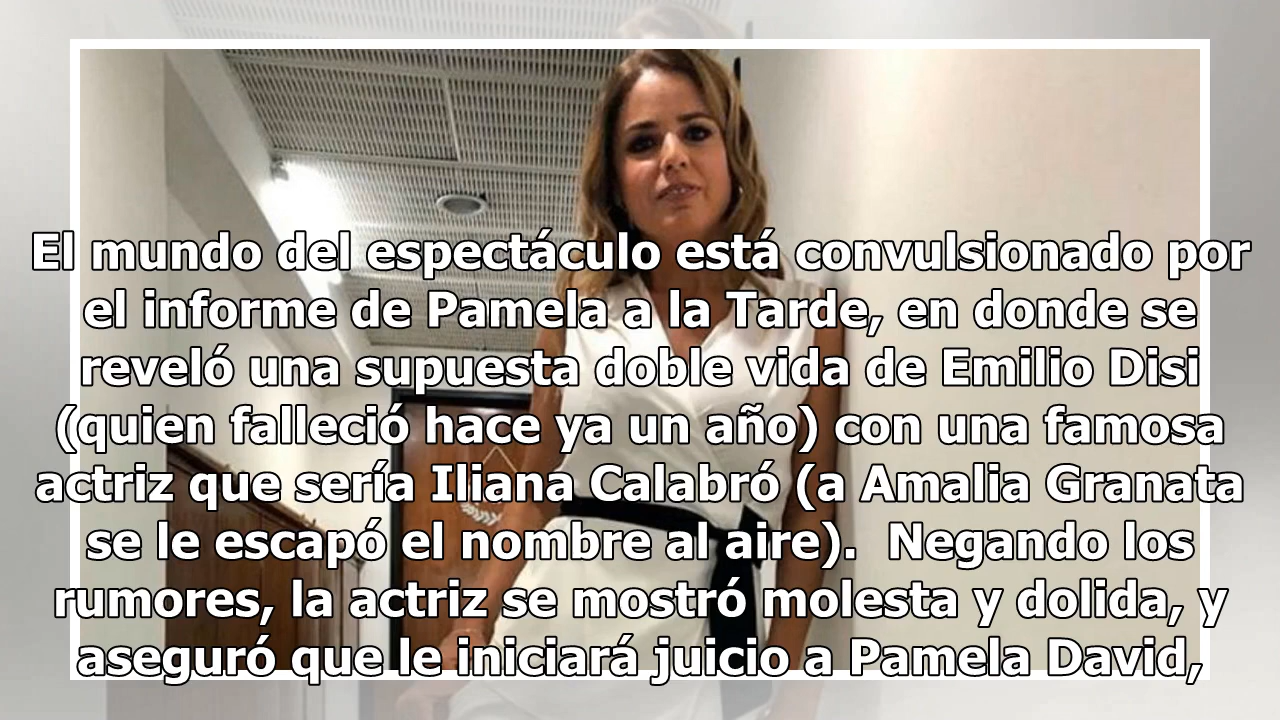 El mundo del espectáculo está convulsionado por
el informe de Pamela a la Tarde, en donde se
reveló una supuesta doble vida de Emilio Disi
(quien falleció hace ya un año) con una famosa
actriz que sería Iliana Calabró (a Amalia Granata
se le escapó el nombre al aire).  Negando los
rumores, la actriz se mostró molesta y dolida, y
aseguró que le iniciará juicio a Pamela David,